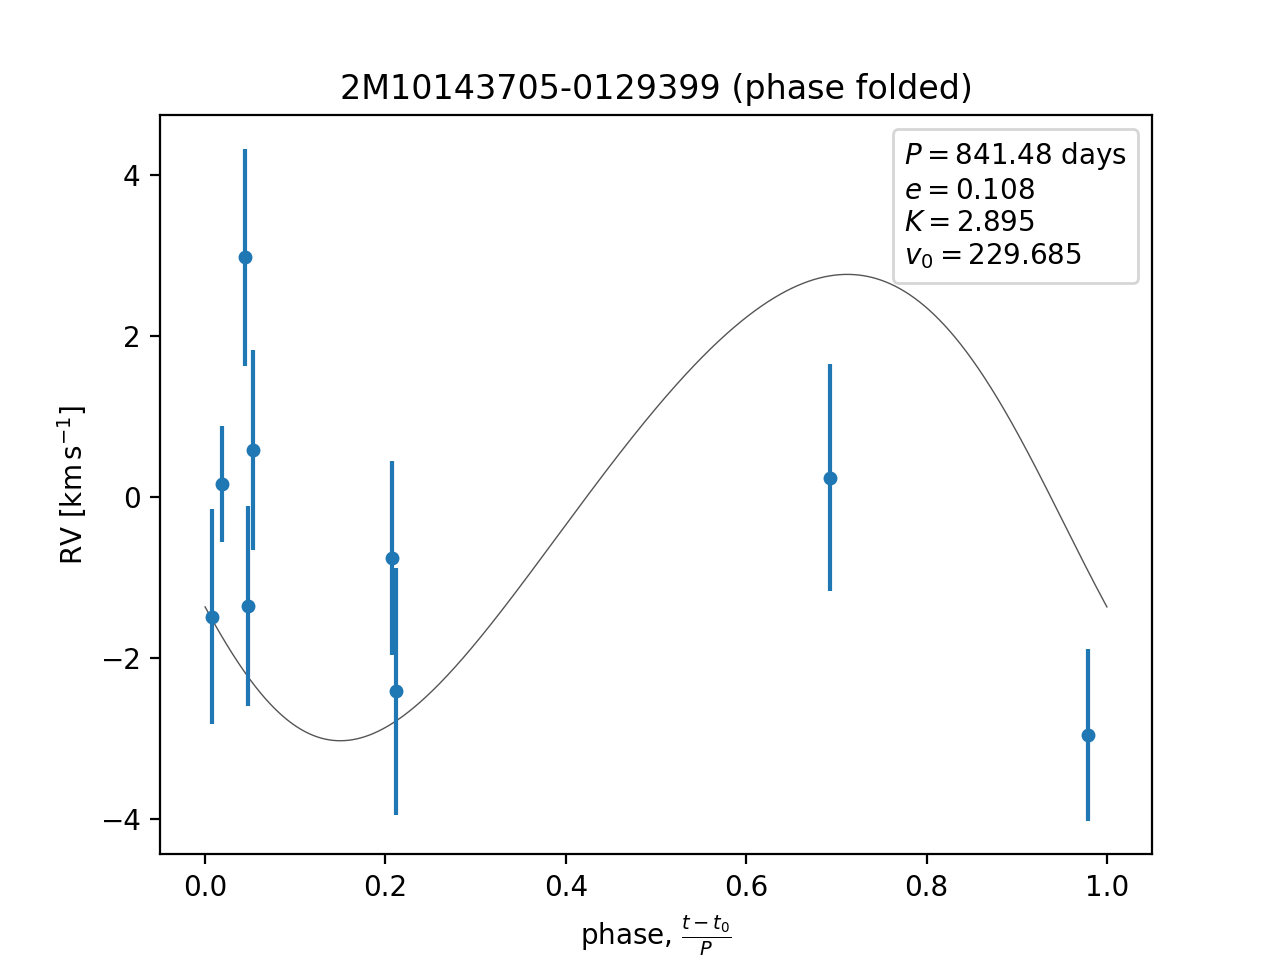 2M10143705-0129399 (phase folded)
P = 841.48 days
e = 0.108
K = 2.895
v₀ = 229.685
RV [km s⁻¹]
4
2
0
−2
−4
0.0 0.2 0.4 0.6 0.8 1.0
phase, (t − t₀)/P